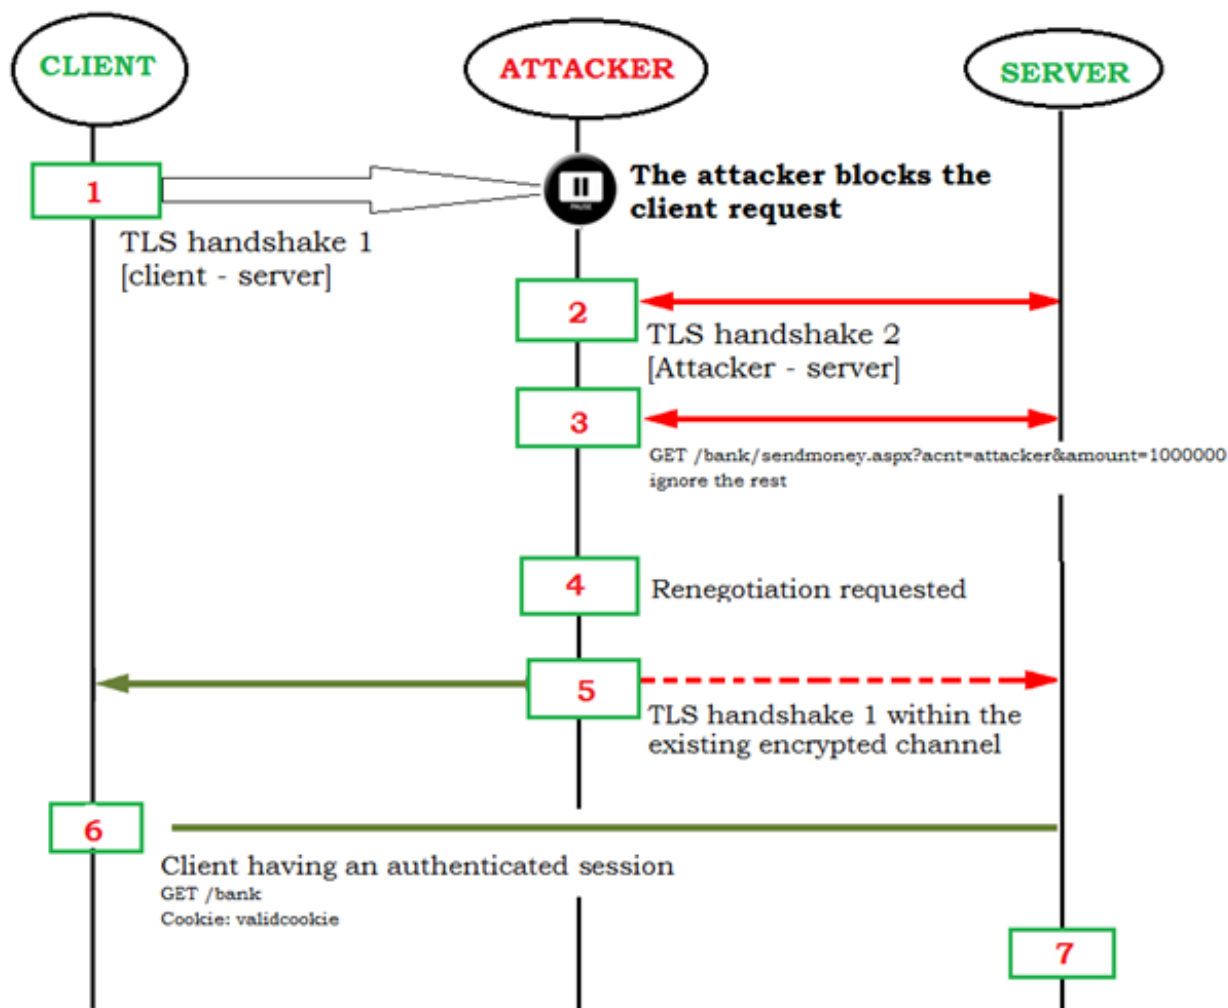 CLIENT
ATTACKER
SERVER
1
PAUSE
The attacker blocks the
client request
TLS handshake 1
[client - server]
2
TLS handshake 2
[Attacker - server]
3
GET /bank/sendmoney.aspx?acnt=attacker&amount=1000000
ignore the rest
4
Renegotiation requested
5
TLS handshake 1 within the
existing encrypted channel
6
Client having an authenticated session
GET /bank
Cookie: validcookie
7